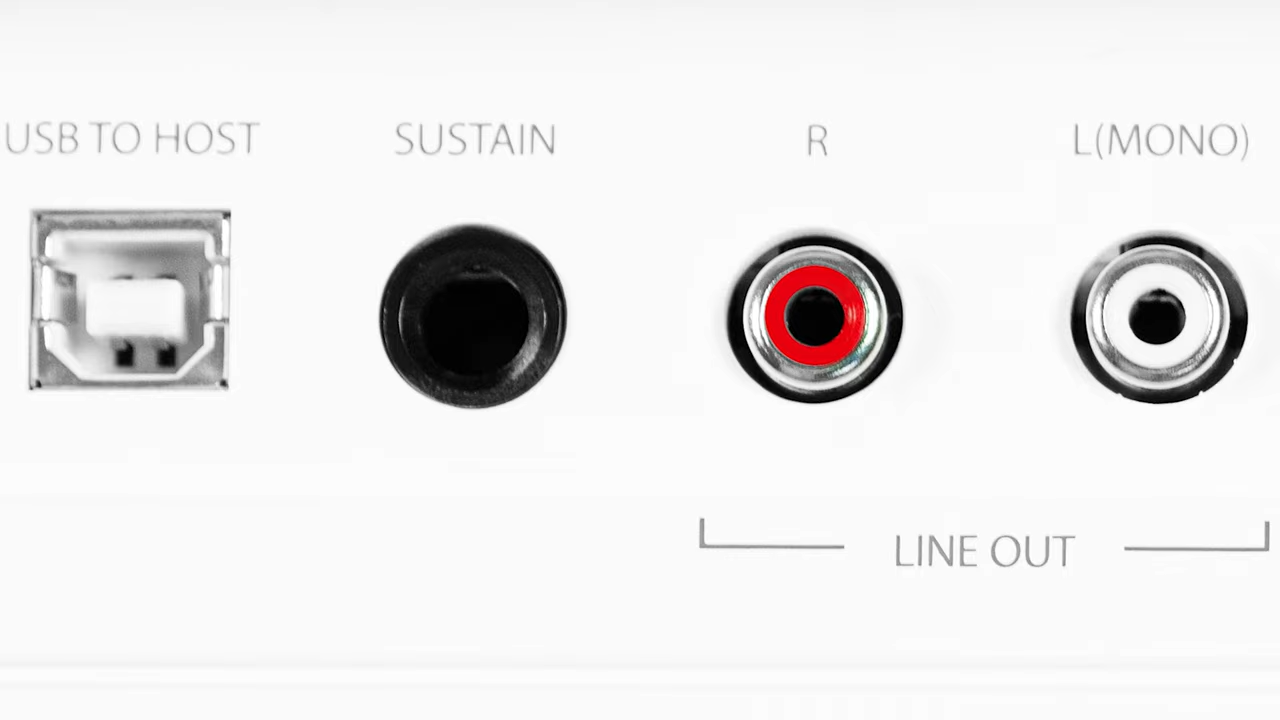 USB TO HOST
SUSTAIN
R
L(MONO)
LINE OUT